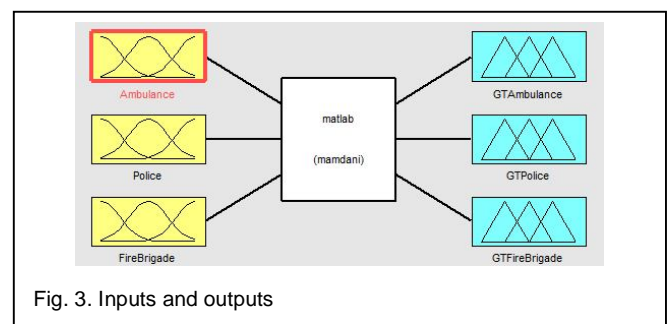 Ambulance
GTAmbulance
matlab
(mamdani)
Police
GTPolice
FireBrigade
GTFireBrigade
Fig. 3. Inputs and outputs